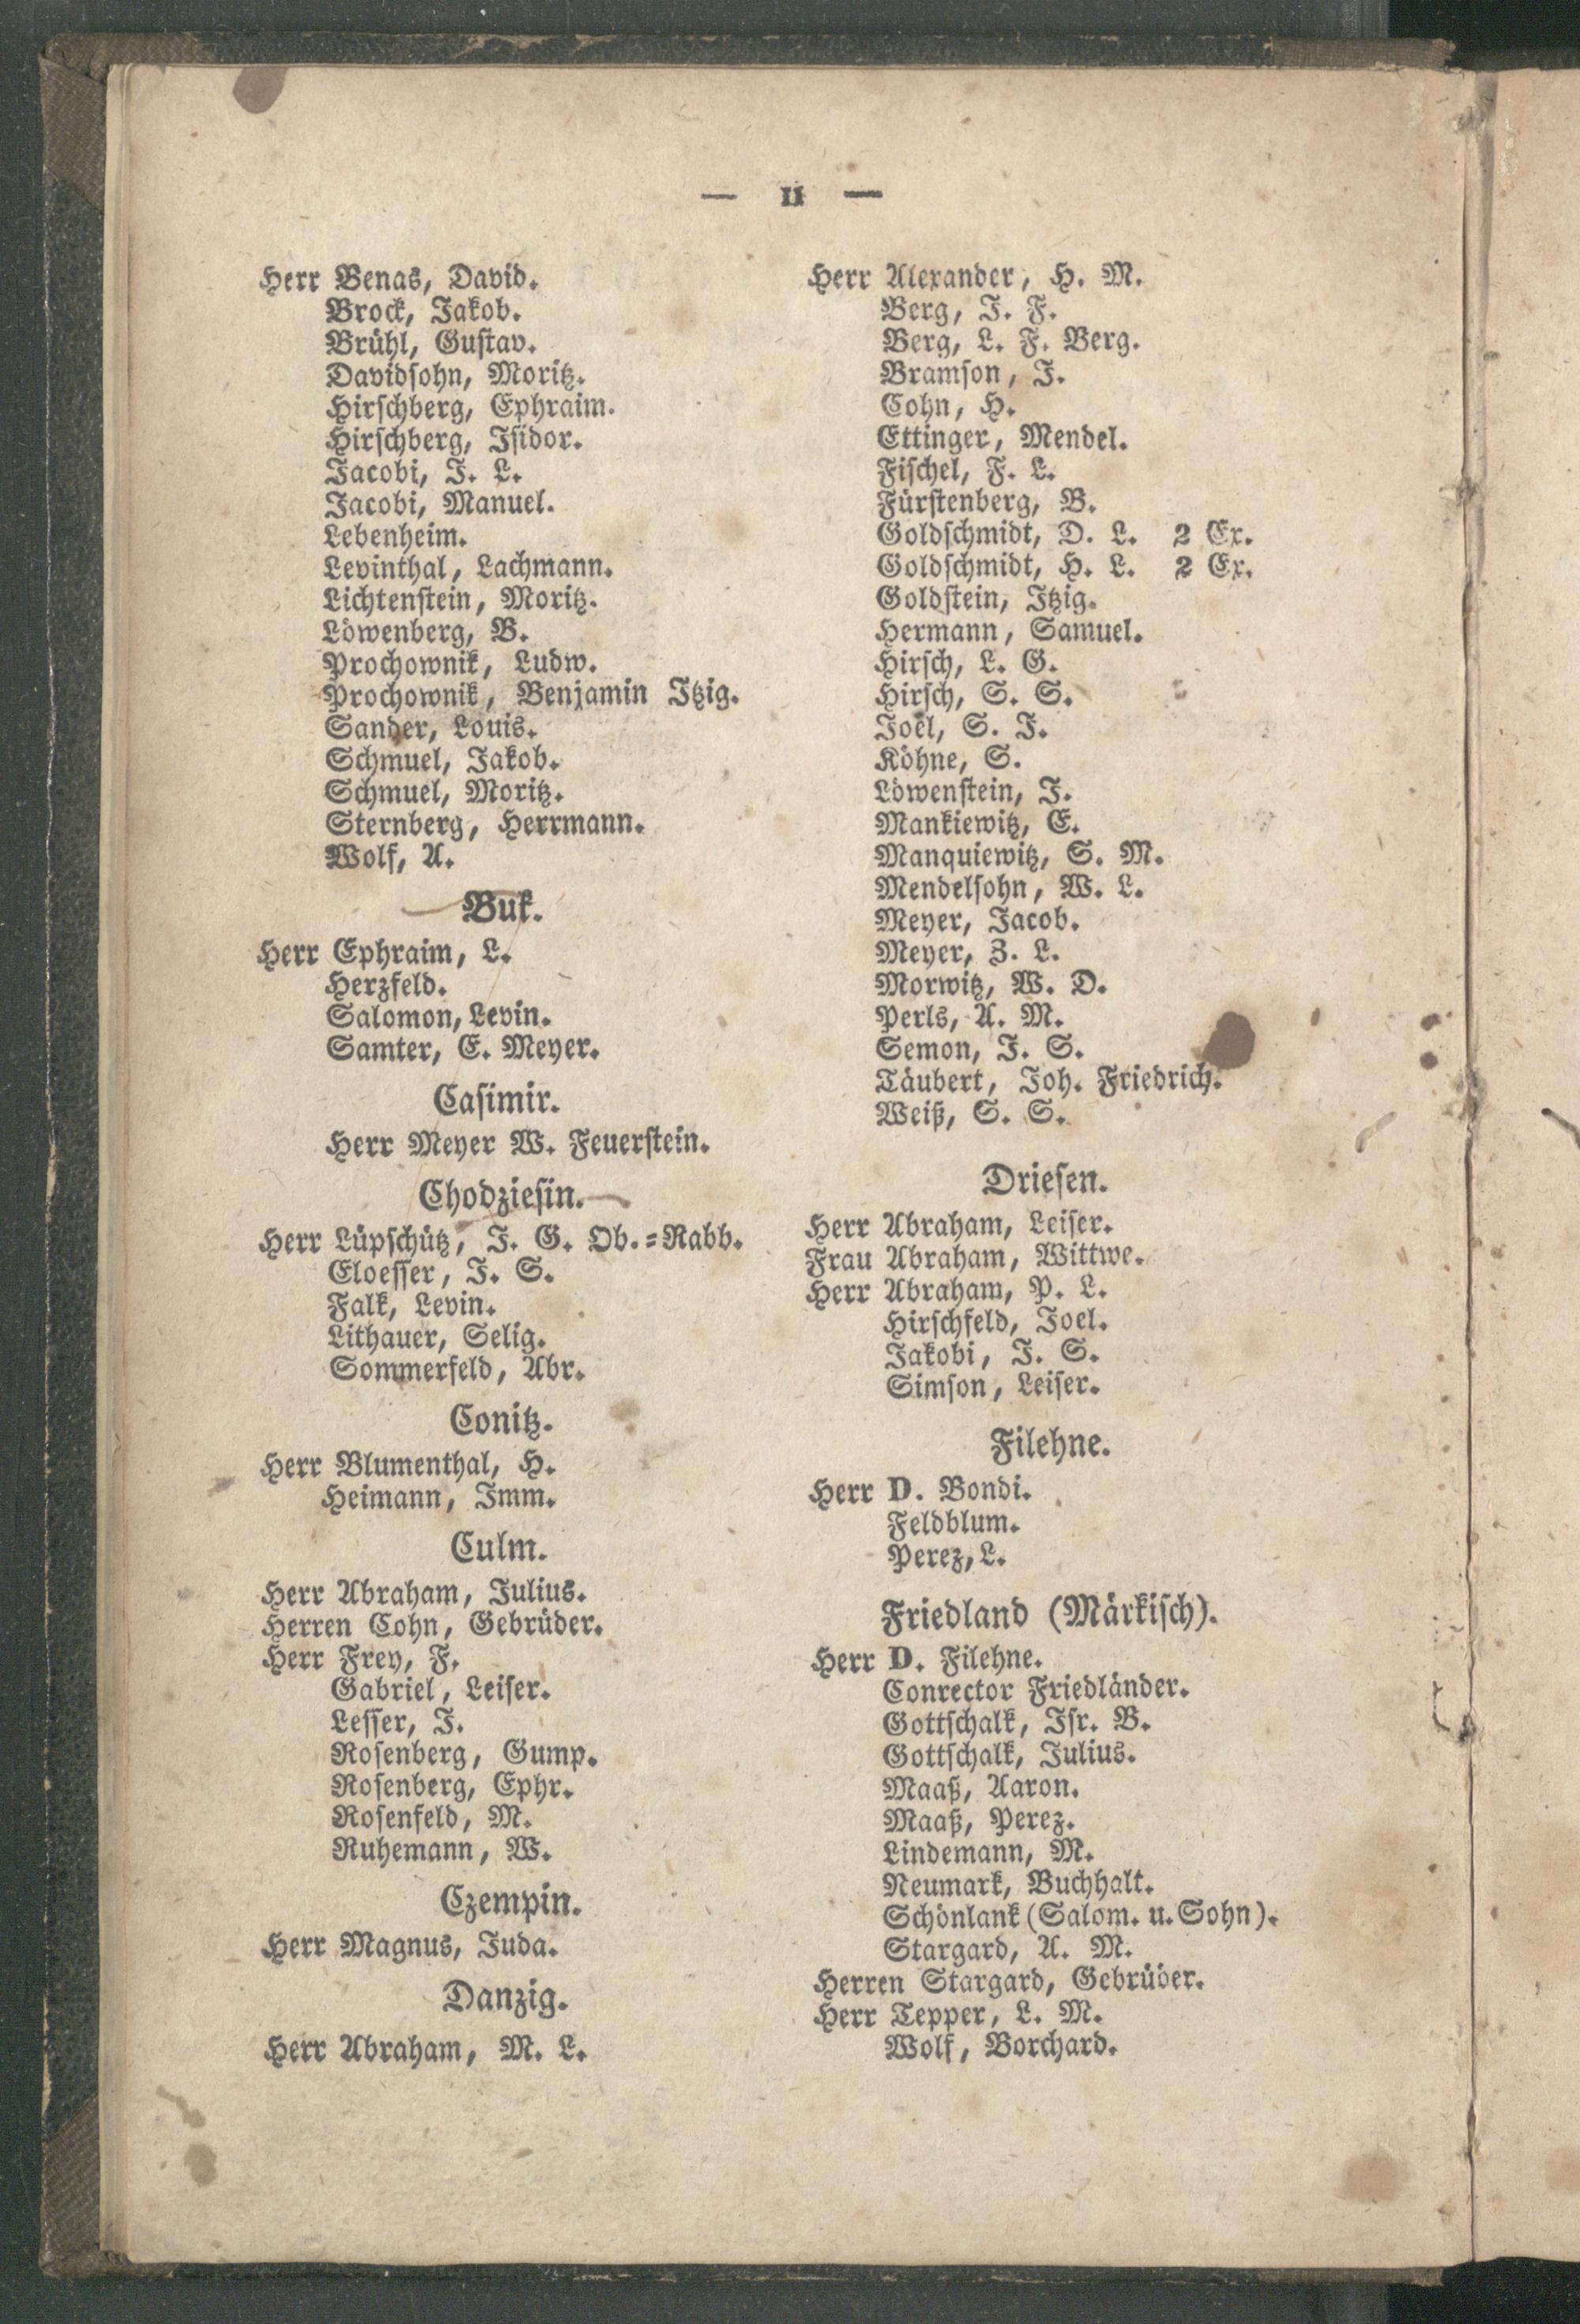 — II —
Herr Benas, David.
Brock, Jakob.
Brühl, Gustav.
Davidsohn, Moritz.
Hirschberg, Ephraim.
Hirschberg, Isidor.
Jacobi, J. L.
Jacobi, Manuel.
Lebenheim.
Levinthal, Lachmann.
Lichtenstein, Moritz.
Löwenberg, B.
Prochownik, Ludw.
Prochownik, Benjamin Itzig.
Sander, Louis.
Schmuel, Jakob.
Schmuel, Moritz.
Sternberg, Herrmann.
Wolf, A.
Buk.
Herr Ephraim, L.
Herzfeld.
Salomon, Levin.
Samter, E. Meyer.
Casimir.
Herr Meyer W. Feuerstein.
Chodziesin.
Herr Lüpschütz, J. G. Ob.=Rabb.
Eloesser, J. S.
Falk, Levin.
Lithauer, Selig.
Sommerfeld, Abr.
Conitz.
Herr Blumenthal, H.
Heimann, Imm.
Culm.
Herr Abraham, Julius.
Herren Cohn, Gebrüder.
Herr Frey, F.
Gabriel, Leiser.
Lesser, J.
Rosenberg, Gump.
Rosenberg, Ephr.
Rosenfeld, M.
Ruhemann, W.
Czempin.
Herr Magnus, Juda.
Danzig.
Herr Abraham, M. L.
Herr Alexander, H. M.
Berg, J. F.
Berg, L. F. Berg.
Bramson, J.
Cohn, H.
Ettinger, Mendel.
Fischel, F. L.
Fürstenberg, B.
Goldschmidt, D. L. 2 Ex.
Goldschmidt, H. L. 2 Ex.
Goldstein, Itzig.
Hermann, Samuel.
Hirsch, L. G.
Hirsch, S. S.
Joël, S. J.
Köhne, S.
Löwenstein, J.
Mankiewitz, E.
Manquiewitz, S. M.
Mendelsohn, W. L.
Meyer, Jacob.
Meyer, Z. L.
Morwitz, W. D.
Perls, A. M.
Semon, J. S.
Täubert, Joh. Friedrich.
Weiß, S. S.
Driesen.
Herr Abraham, Leiser.
Frau Abraham, Wittwe.
Herr Abraham, P. L.
Hirschfeld, Joel.
Jakobi, J. S.
Simson, Leiser.
Filehne.
Herr D. Bondi.
Feldblum.
Perez, L.
Friedland (Märkisch).
Herr D. Filehne.
Conrector Friedländer.
Gottschalk, Isr. B.
Gottschalk, Julius.
Maaß, Aaron.
Maaß, Perez.
Lindemann, M.
Neumark, Buchhalt.
Schönlank (Salom. u. Sohn).
Stargard, A. M.
Herren Stargard, Gebrüder.
Herr Tepper, L. M.
Wolf, Borchard.